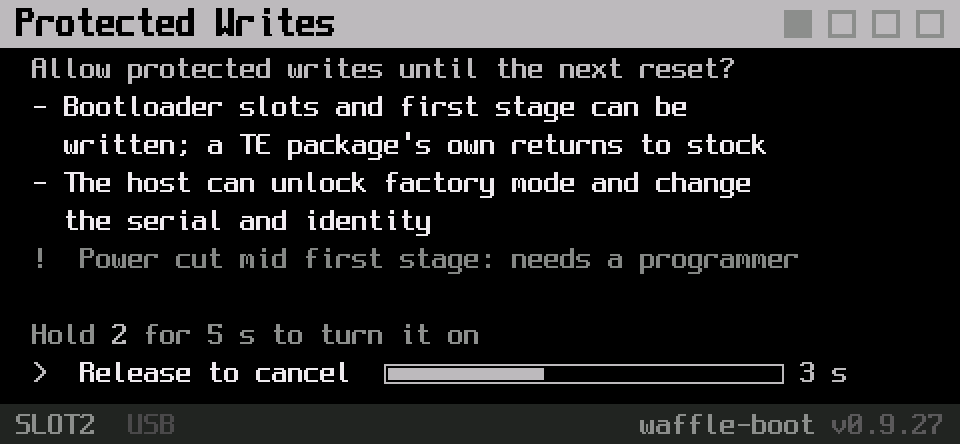 Protected Writes
Allow protected writes until the next reset?
- Bootloader slots and first stage can be
written; a TE package's own returns to stock
- The host can unlock factory mode and change
the serial and identity
! Power cut mid first stage: needs a programmer
Hold 2 for 5 s to turn it on
> Release to cancel 3 s
SLOT2 USB waffle-boot v0.9.27